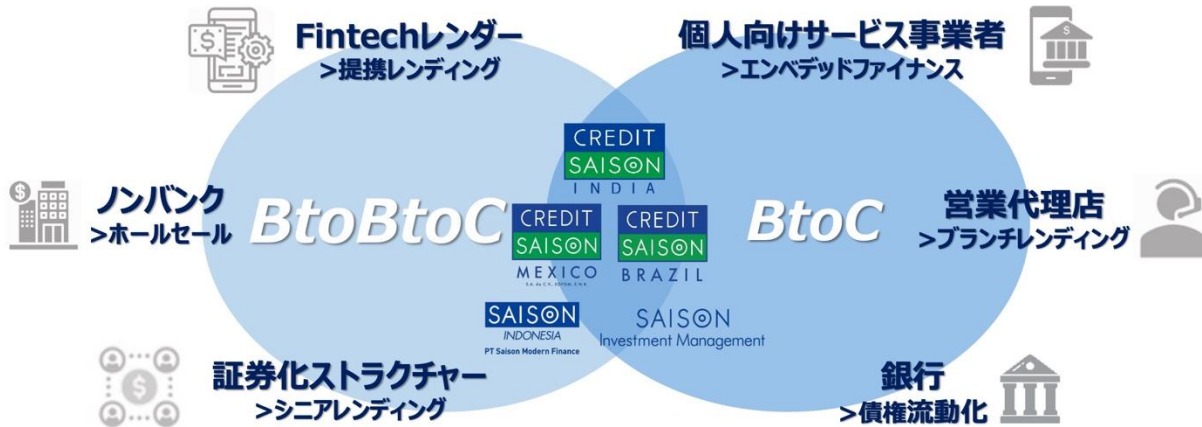 Fintechレンダー
>提携レンディング
個人向けサービス事業者
>エンベデッドファイナンス
ノンバンク
>ホールセール
BtoBtoC
CREDIT
SAISON
INDIA
CREDIT
SAISON
MEXICO
S.A. de C.V., SOFOM, E.N.R.
CREDIT
SAISON
BRAZIL
BtoC
営業代理店
>ブランチレンディング
SAISON
INDONESIA
PT Saison Modern Finance
SAISON
Investment Management
証券化ストラクチャー
>シニアレンディング
銀行
>債権流動化